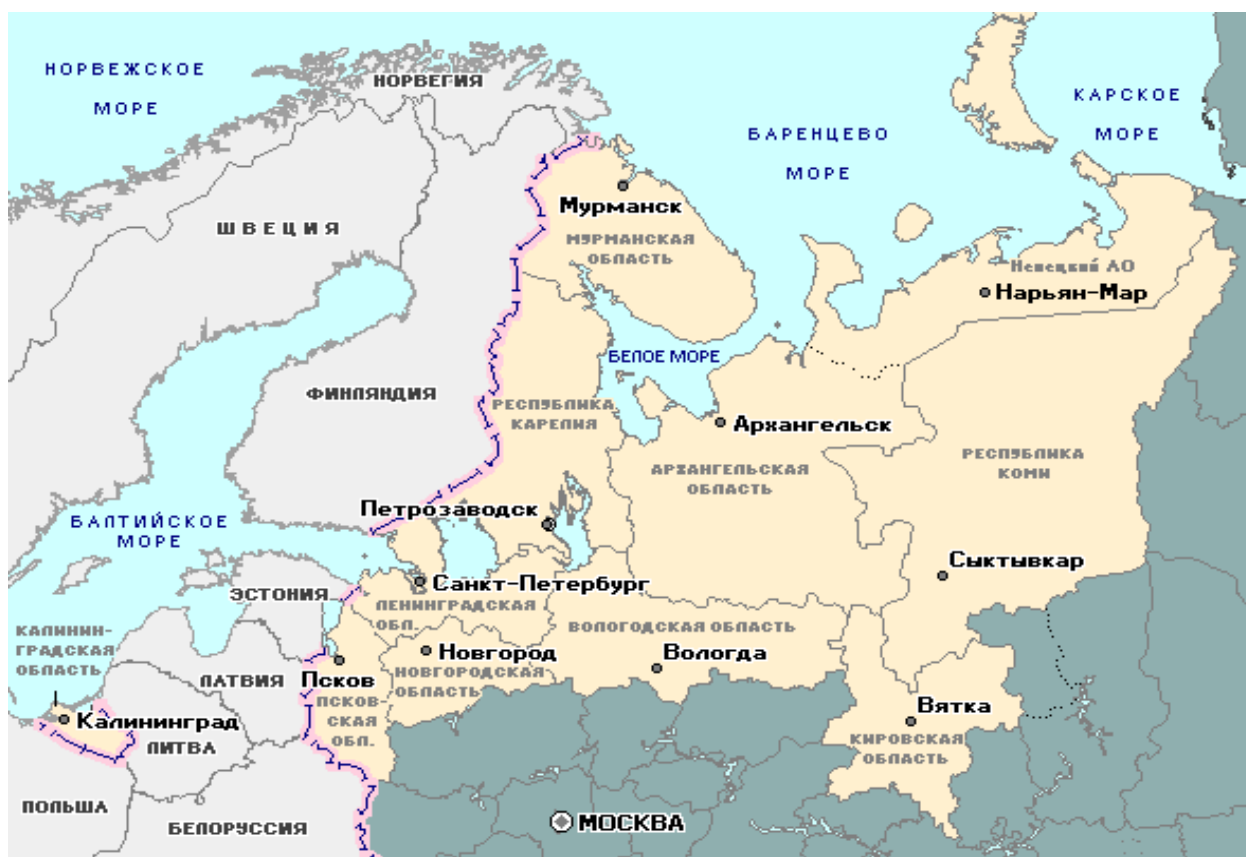 НОРВЕЖСКОЕ
МОРЕ
НОРВЕГИЯ
КАРСКОЕ
МОРЕ
БАРЕНЦЕВО
МОРЕ
Мурманск
МУРМАНСКАЯ
ОБЛАСТЬ
ШВЕЦИЯ
Ненецкий АО
Нарьян-Мар
БЕЛОЕ МОРЕ
ФИНЛЯНДИЯ
РЕСПУБЛИКА
КАРЕЛИЯ
Архангельск
АРХАНГЕЛЬСКАЯ
ОБЛАСТЬ
РЕСПУБЛИКА
КОМИ
Петрозаводск
БАЛТИЙСКОЕ
МОРЕ
Сыктывкар
Санкт-Петербург
ЭСТОНИЯ
ЛЕНИНГРАДСКАЯ
ОБЛ.
ВОЛОГОДСКАЯ ОБЛАСТЬ
КАЛИНИН-
ГРАДСКАЯ
ОБЛАСТЬ
Новгород
НОВГОРОДСКАЯ
ОБЛАСТЬ
Вологда
ЛАТВИЯ
Псков
ПСКОВ-
СКАЯ
ОБЛ.
Калининград
ЛИТВА
Вятка
КИРОВСКАЯ
ОБЛАСТЬ
ПОЛЬША
БЕЛОРУССИЯ
МОСКВА